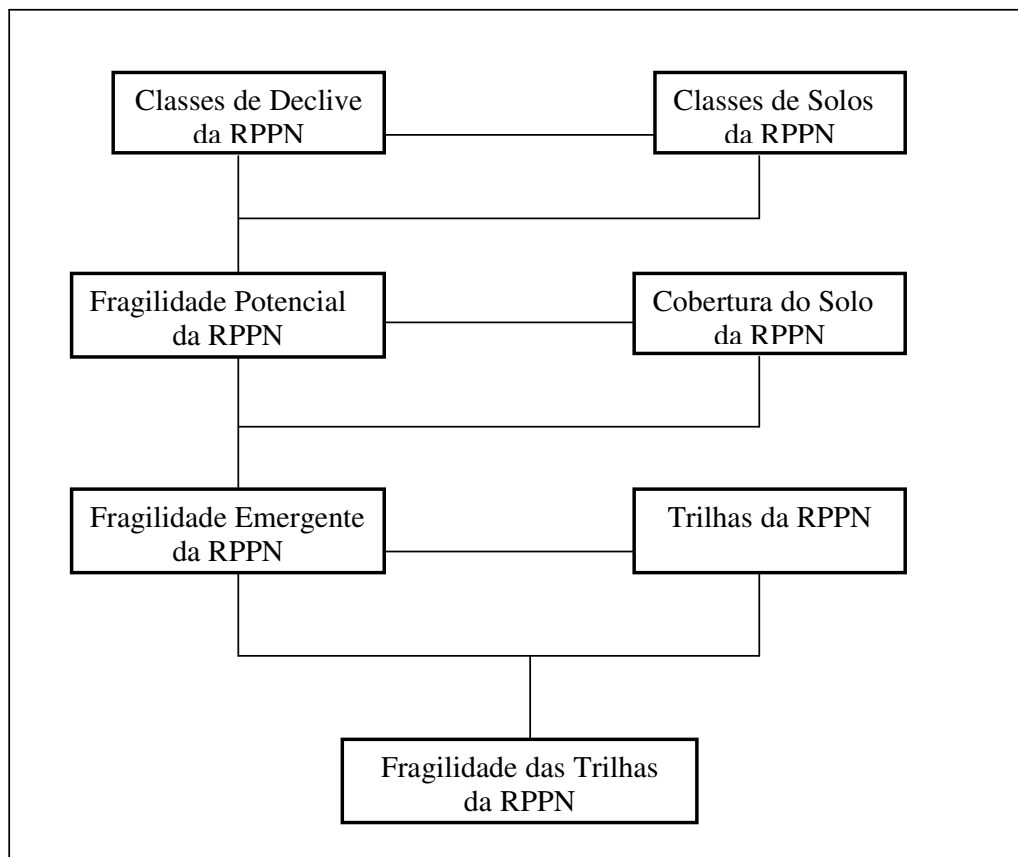 Classes de Declive
da RPPN
Classes de Solos
da RPPN
Fragilidade Potencial
da RPPN
Cobertura do Solo
da RPPN
Fragilidade Emergente
da RPPN
Trilhas da RPPN
Fragilidade das Trilhas
da RPPN